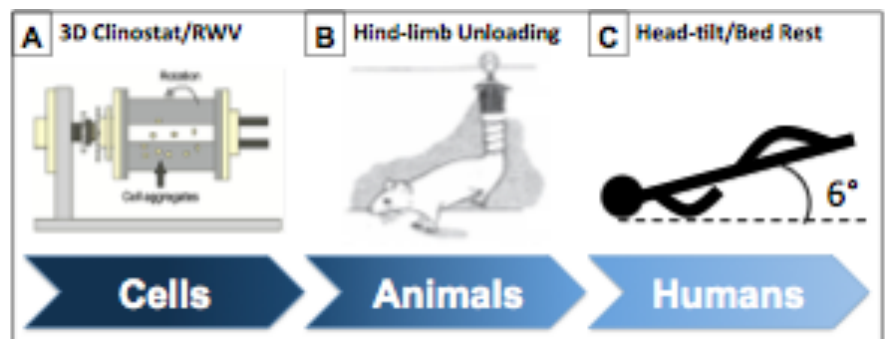 A 3D Clinostat/RWV
B Hind-limb Unloading
C Head-tilt/Bed Rest
Rotation
Cell aggregates
6°
Cells
Animals
Humans